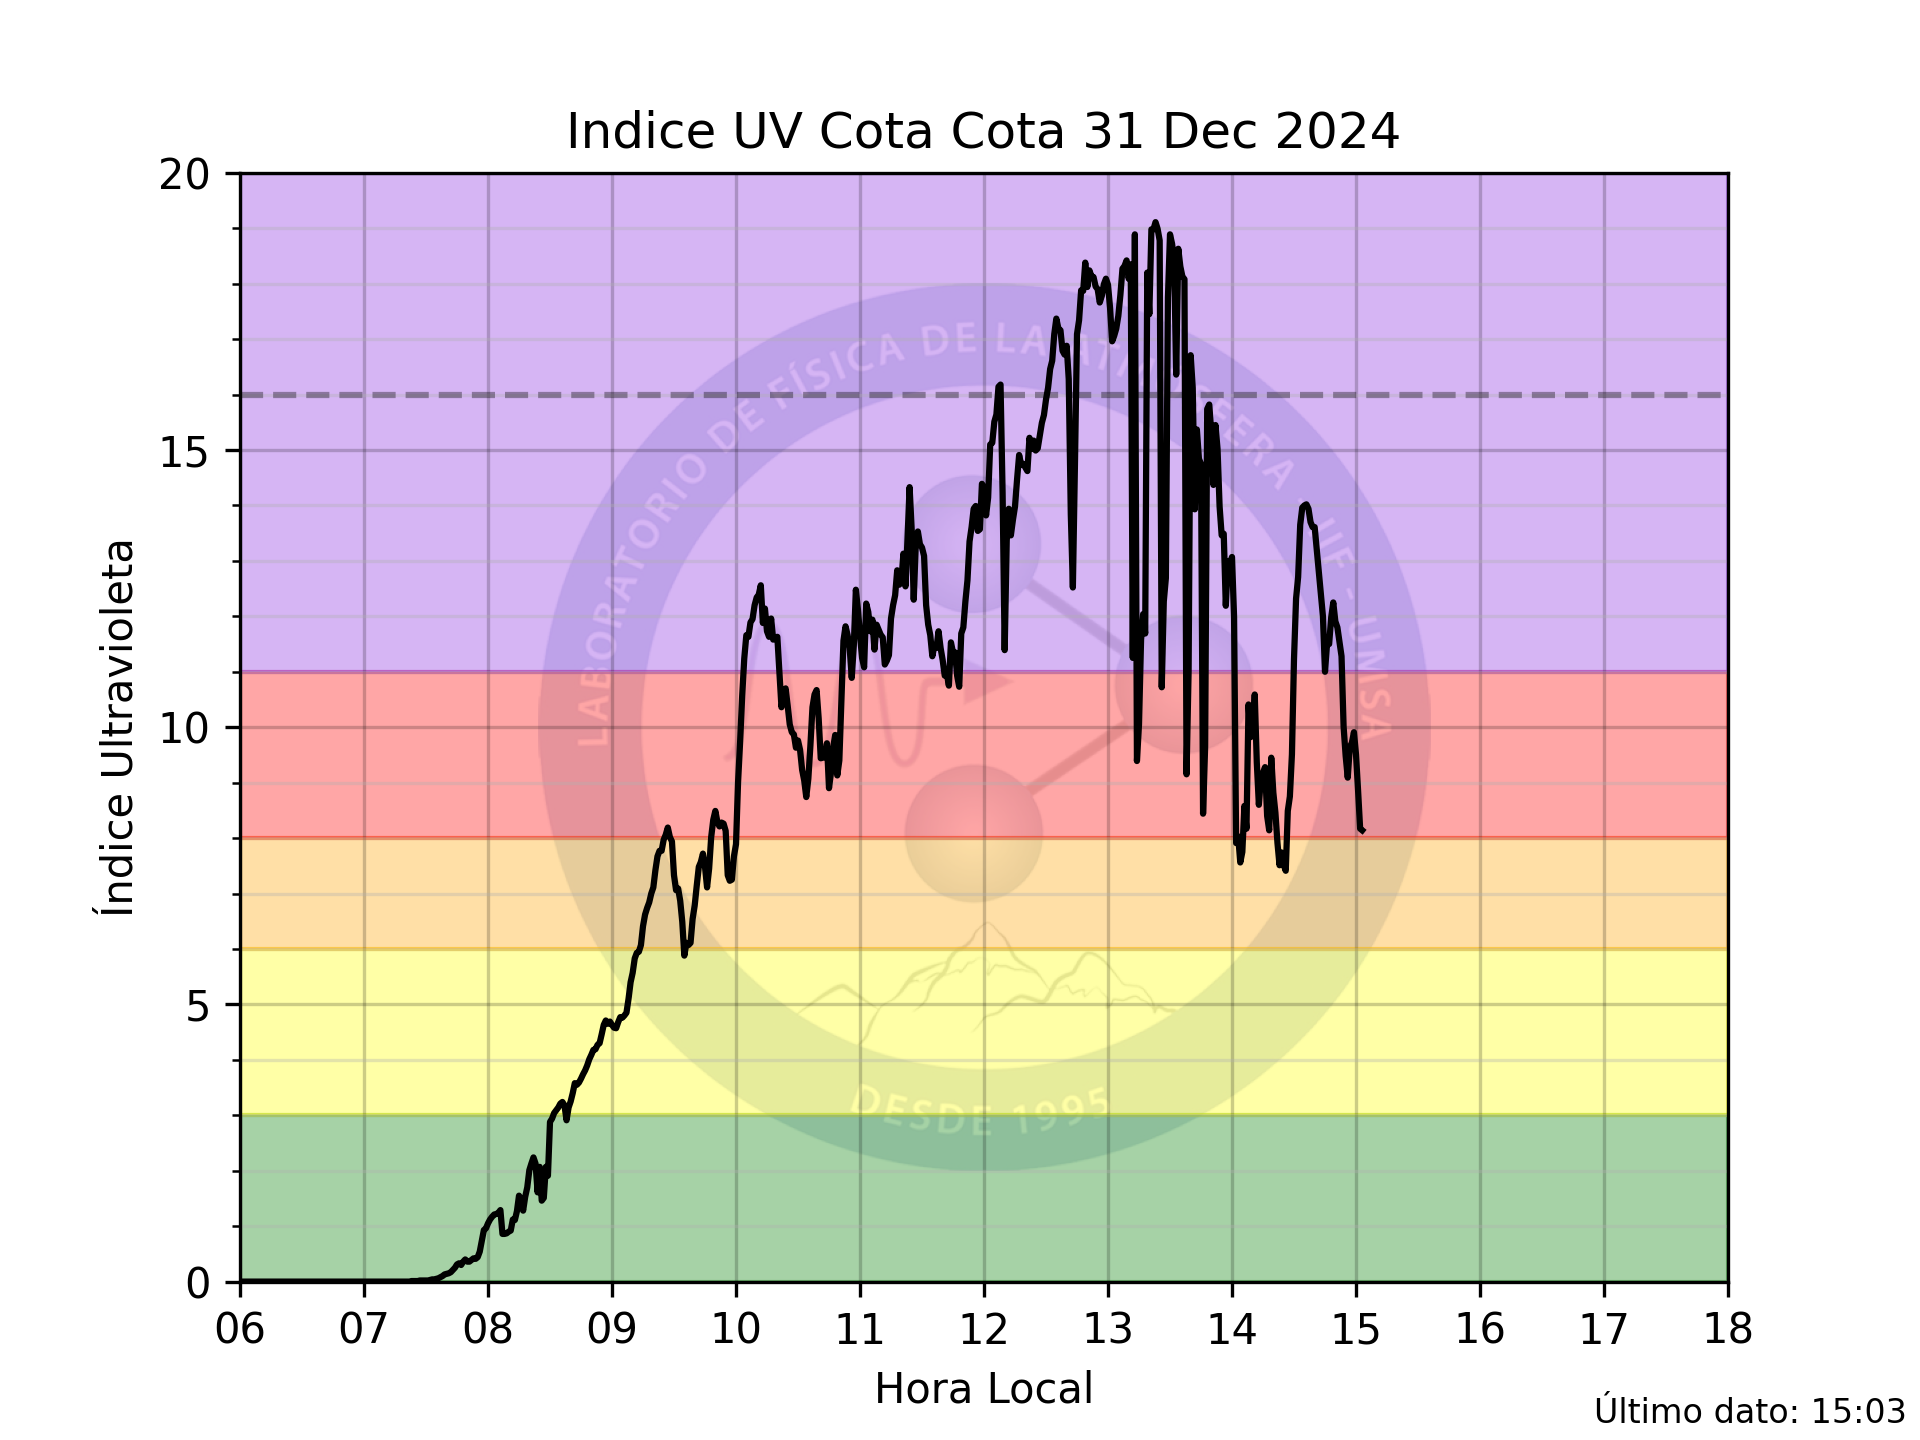 Indice UV Cota Cota 31 Dec 2024
20
15
10
5
0
Índice Ultravioleta
LABORATORIO DE FÍSICA DE LA ATMÓSFERA - IIF - UMSA
DESDE 1995
06 07 08 09 10 11 12 13 14 15 16 17 18
Hora Local
Último dato: 15:03